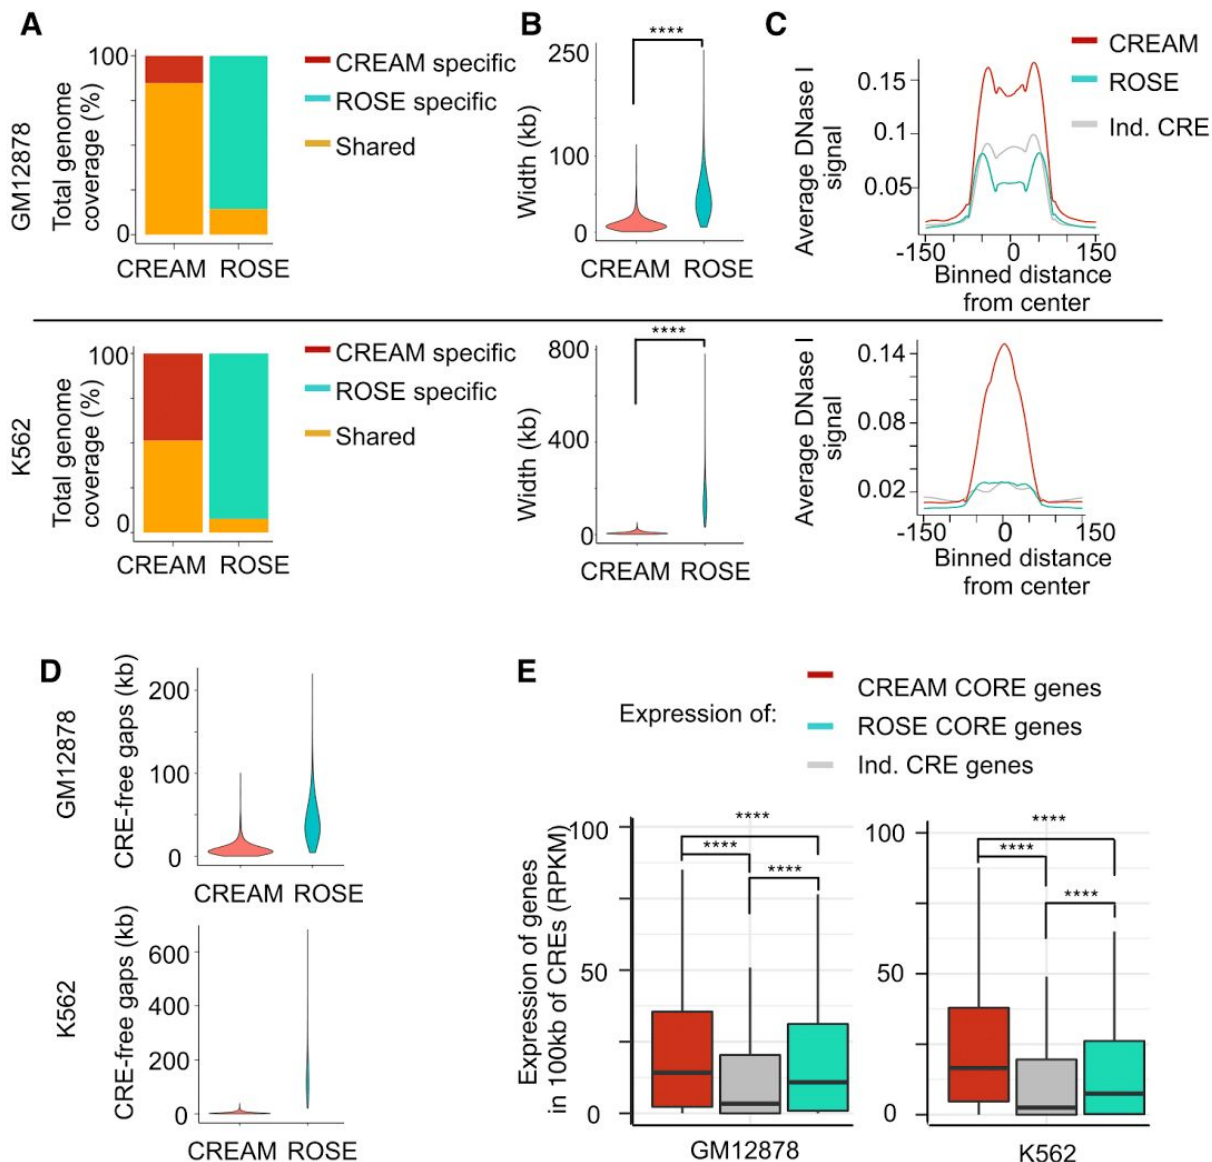 A
GM12878
Total genome
coverage (%)
100
0
CREAM ROSE
CREAM specific
ROSE specific
Shared
B
****
Width (kb)
250
100
0
CREAM ROSE
C
CREAM
ROSE
Ind. CRE
Average DNase I
signal
0.15
0.1
0.05
-150 0 150
Binned distance
from center
K562
Total genome
coverage (%)
100
0
CREAM ROSE
CREAM specific
ROSE specific
Shared
****
Width (kb)
800
400
0
CREAM ROSE
Average DNase I
signal
0.14
0.08
0.02
-150 0 150
Binned distance
from center
D
GM12878
CRE-free gaps (kb)
200
100
0
CREAM ROSE
K562
CRE-free gaps (kb)
600
400
200
0
CREAM ROSE
E
Expression of:
CREAM CORE genes
ROSE CORE genes
Ind. CRE genes
Expression of genes
in 100kb of CREs (RPKM)
100
50
0
****
****
****
GM12878
100
50
0
****
****
****
K562